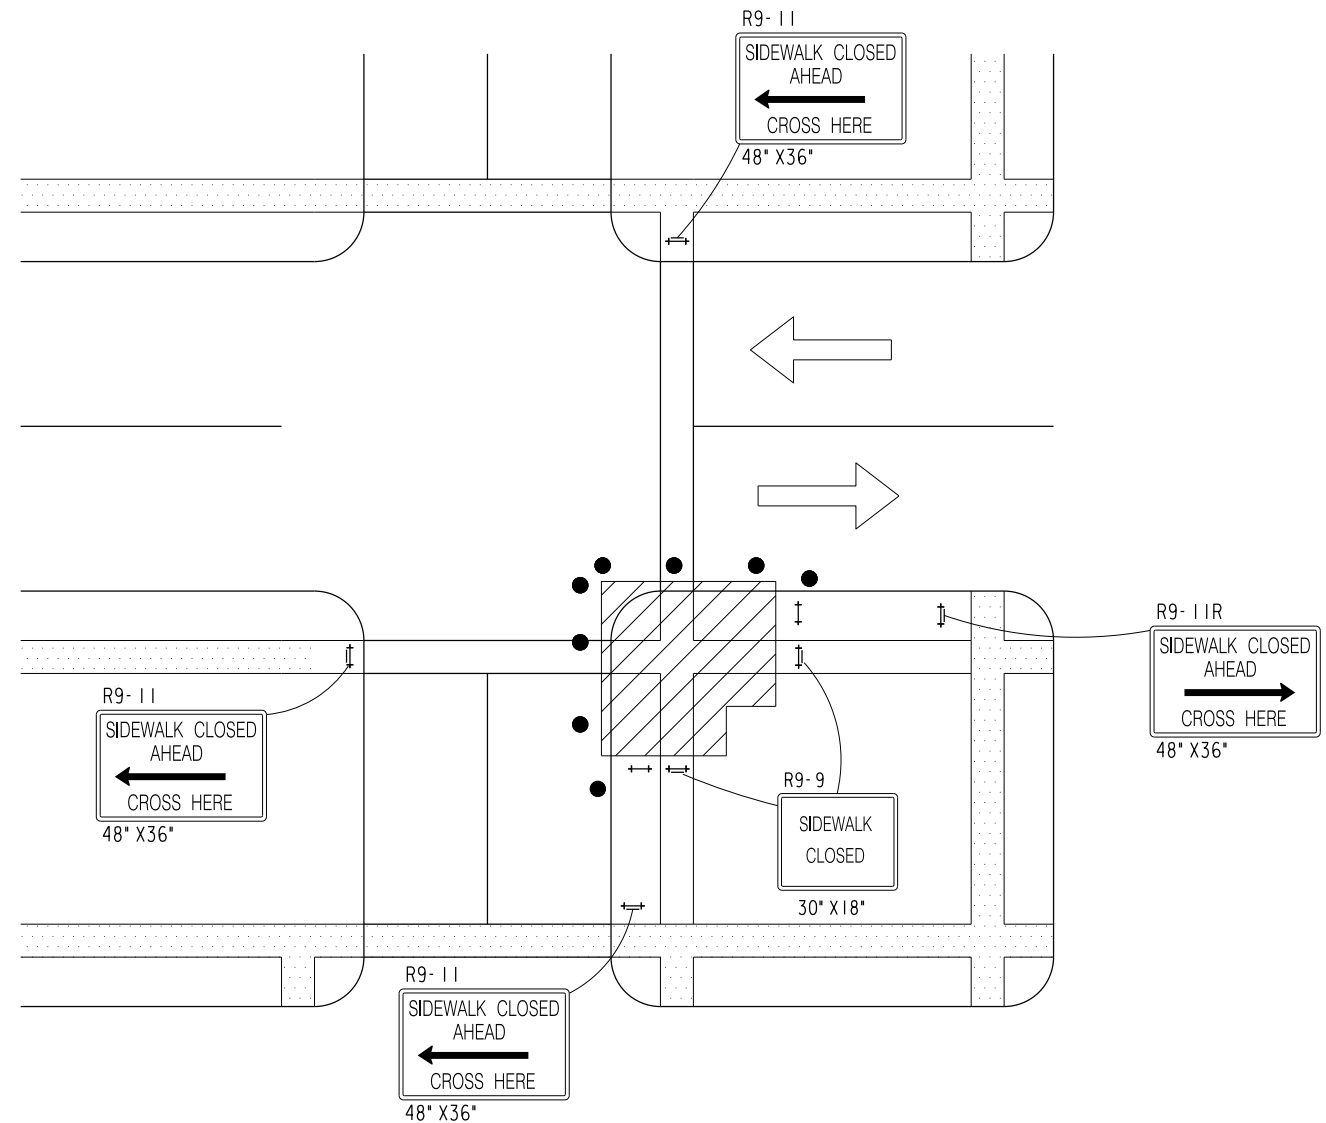 R9-11
SIDEWALK CLOSED
AHEAD
CROSS HERE
48" X36"
R9-11R
SIDEWALK CLOSED
AHEAD
CROSS HERE
48" X36"
R9-11
SIDEWALK CLOSED
AHEAD
CROSS HERE
48" X36"
R9-9
SIDEWALK
CLOSED
30" X18"
R9-11
SIDEWALK CLOSED
AHEAD
CROSS HERE
48" X36"